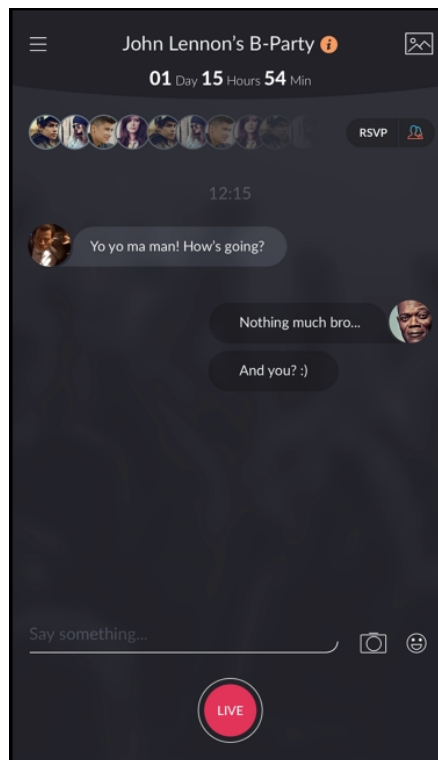 John Lennon’s B-Party
01 Day 15 Hours 54 Min
RSVP
12:15
Yo yo ma man! How’s going?
Nothing much bro...
And you? :)
Say something...
LIVE